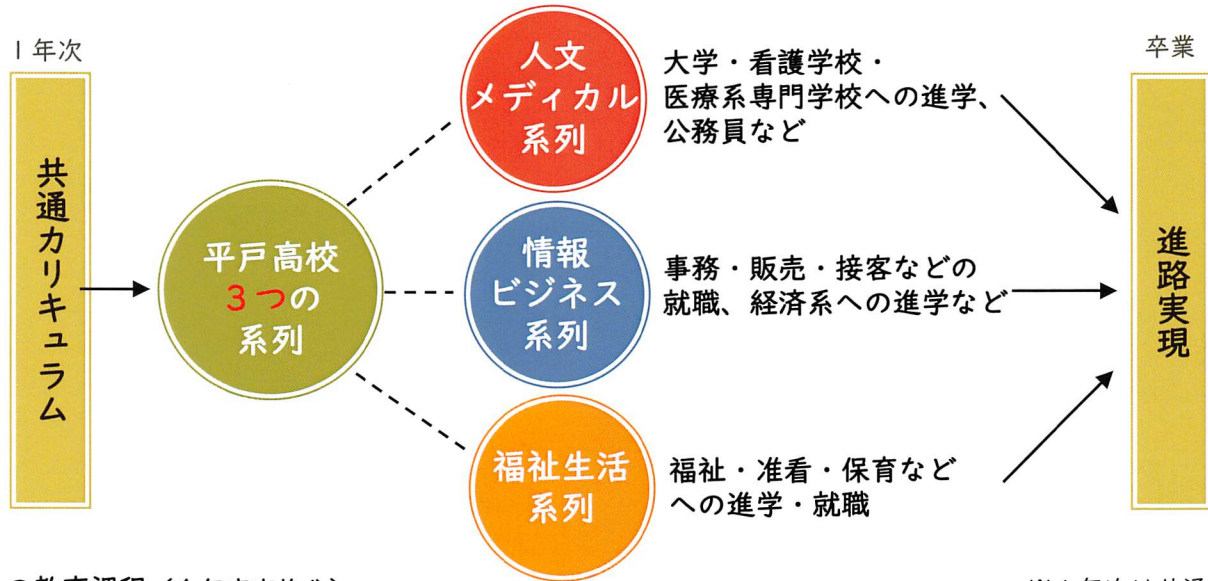 1年次
共通カリキュラム
平戸高校
3つの
系列
人文
メディカル
系列
大学・看護学校・
医療系専門学校への進学、
公務員など
情報
ビジネス
系列
事務・販売・接客などの
就職、経済系への進学など
福祉生活
系列
福祉・准看・保育など
への進学・就職
卒業
進路実現